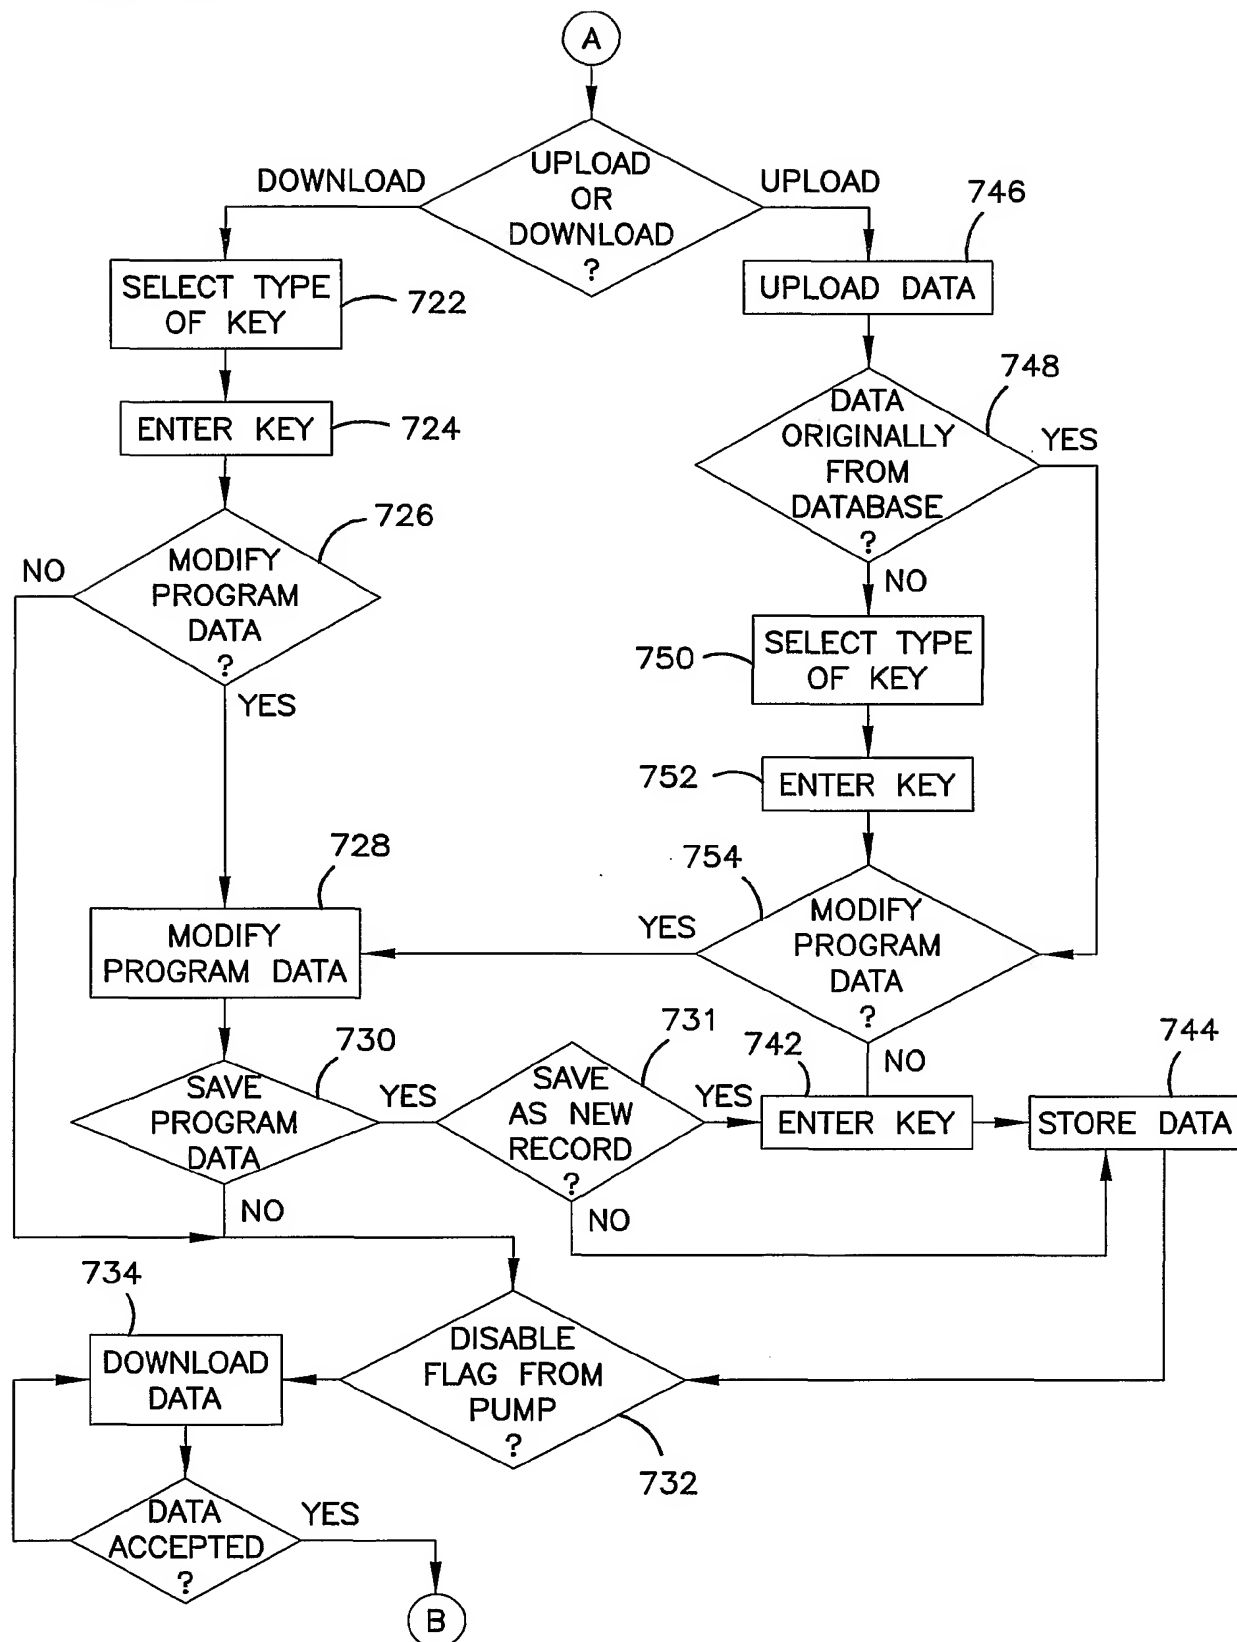 A
UPLOAD
OR
DOWNLOAD
?
DOWNLOAD
UPLOAD
SELECT TYPE
OF KEY
722
ENTER KEY
724
MODIFY
PROGRAM
DATA
?
726
NO
YES
746
UPLOAD DATA
DATA
ORIGINALLY
FROM
DATABASE
?
748
YES
NO
SELECT TYPE
OF KEY
750
ENTER KEY
752
MODIFY
PROGRAM
DATA
?
754
YES
NO
728
MODIFY
PROGRAM DATA
SAVE
PROGRAM
DATA
730
YES
NO
SAVE
AS NEW
RECORD
?
731
YES
NO
742
ENTER KEY
744
STORE DATA
DISABLE
FLAG FROM
PUMP
?
732
734
DOWNLOAD
DATA
DATA
ACCEPTED
?
YES
B